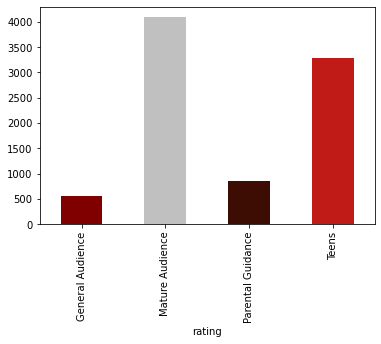 4000
3500
3000
2500
2000
1500
1000
500
0
General Audience
Mature Audience
Parental Guidance
Teens
rating